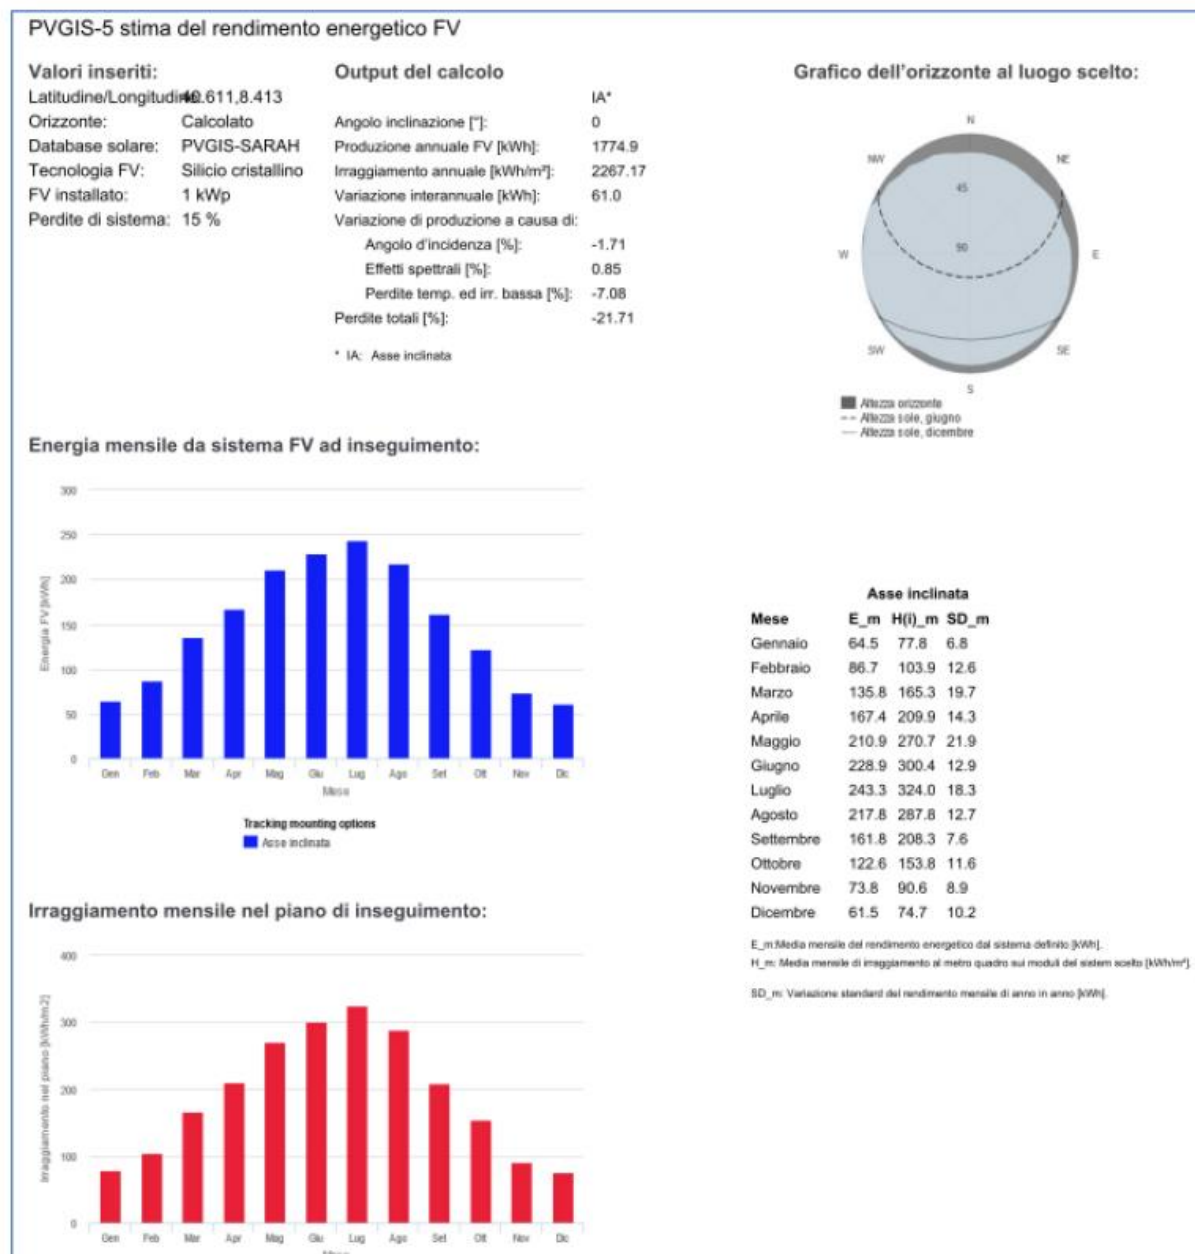 PVGIS-5 stima del rendimento energetico FV
Valori inseriti:
Latitudine/Longitudine: 40.611,8.413
Orizzonte: Calcolato
Database solare: PVGIS-SARAH
Tecnologia FV: Silicio cristallino
FV installato: 1 kWp
Perdite di sistema: 15 %
Output del calcolo
IA*
Angolo inclinazione [°]: 0
Produzione annuale FV [kWh]: 1774.9
Irraggiamento annuale [kWh/m²]: 2267.17
Variazione interannuale [kWh]: 61.0
Variazione di produzione a causa di:
Angolo d'incidenza [%]: -1.71
Effetti spettrali [%]: 0.85
Perdite temp. ed irr. bassa [%]: -7.08
Perdite totali [%]: -21.71
* IA: Asse inclinata
Grafico dell'orizzonte al luogo scelto:
N
NW NE
45
90
W E
SW SE
S
Altezza orizzonte
Altezza sole, giugno
Altezza sole, dicembre
Energia mensile da sistema FV ad inseguimento:
Energia FV [kWh]
300
250
200
150
100
50
0
Gen Feb Mar Apr Mag Giu Lug Ago Set Ott Nov Dic
Mese
Tracking mounting options
Asse inclinata
Asse inclinata
Mese E_m H(i)_m SD_m
Gennaio 64.5 77.8 6.8
Febbraio 86.7 103.9 12.6
Marzo 135.8 165.3 19.7
Aprile 167.4 209.9 14.3
Maggio 210.9 270.7 21.9
Giugno 228.9 300.4 12.9
Luglio 243.3 324.0 18.3
Agosto 217.8 287.8 12.7
Settembre 161.8 208.3 7.6
Ottobre 122.6 153.8 11.6
Novembre 73.8 90.6 8.9
Dicembre 61.5 74.7 10.2
E_m:Media mensile del rendimento energetico dal sistema definito [kWh].
H_m: Media mensile di irraggiamento al metro quadro sui moduli del sistem scelto [kWh/m²].
SD_m: Variazione standard del rendimento mensile di anno in anno [kWh].
Irraggiamento mensile nel piano di inseguimento:
Irraggiamento nel piano [kWh/m2]
400
300
200
100
0
Gen Feb Mar Apr Mag Giu Lug Ago Set Ott Nov Dic
Mese